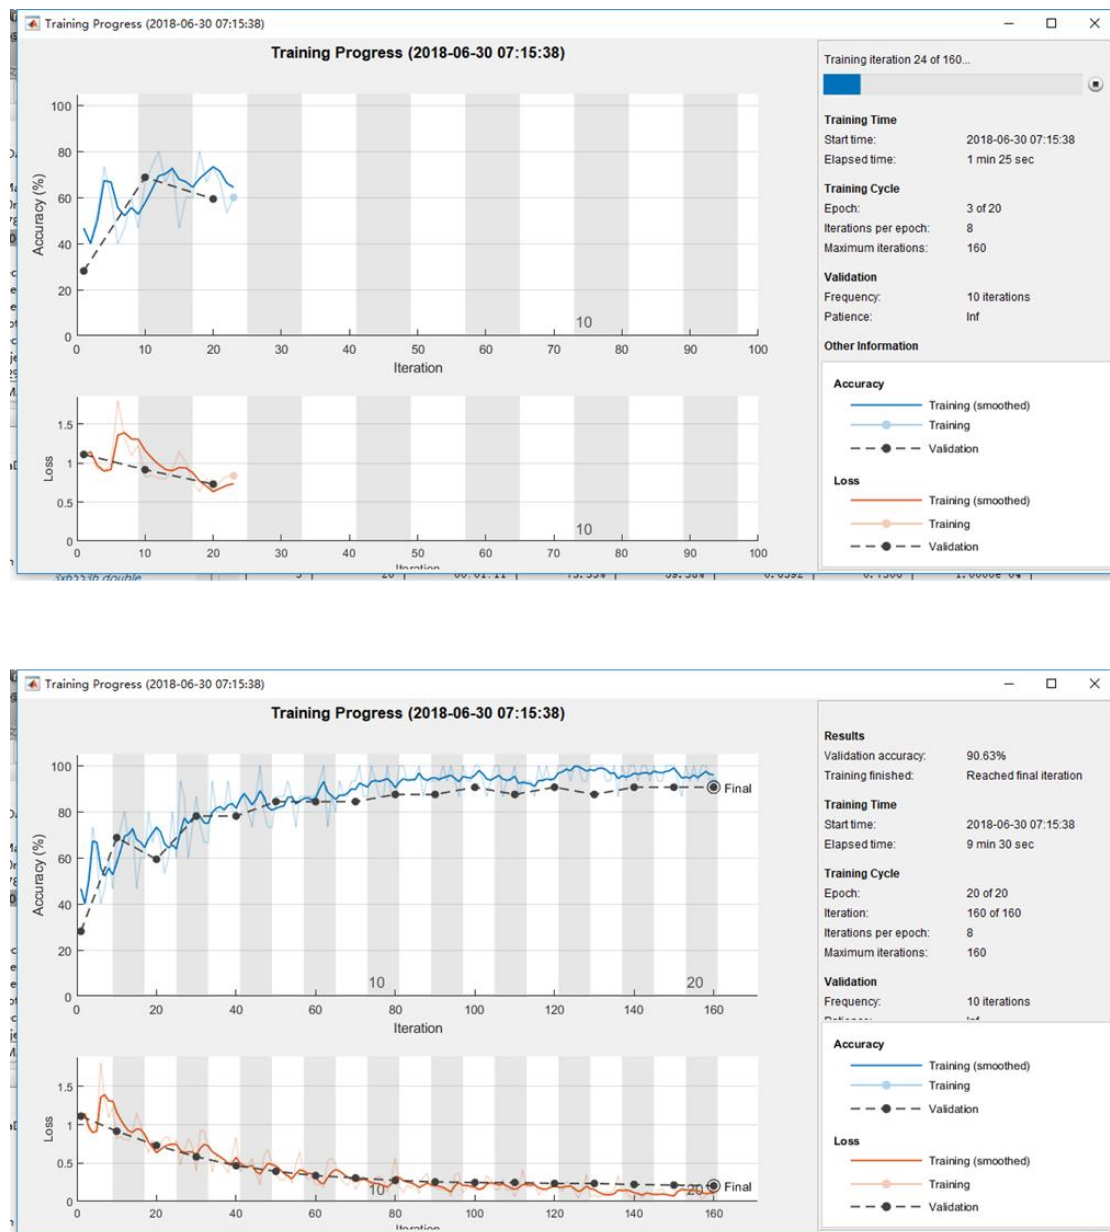 Training Progress (2018-06-30 07:15:38)
Training Progress (2018-06-30 07:15:38)
100
80
60
40
20
0
Accuracy (%)
10
0 10 20 30 40 50 60 70 80 90 100
Iteration
1.5
1
0.5
0
Loss
10
0 10 20 30 40 50 60 70 80 90 100
Iteration
Training iteration 24 of 160...
Training Time
Start time: 2018-06-30 07:15:38
Elapsed time: 1 min 25 sec
Training Cycle
Epoch: 3 of 20
Iterations per epoch: 8
Maximum iterations: 160
Validation
Frequency: 10 iterations
Patience: Inf
Other Information
Accuracy
Training (smoothed)
Training
Validation
Loss
Training (smoothed)
Training
Validation
Training Progress (2018-06-30 07:15:38)
Training Progress (2018-06-30 07:15:38)
100
80
60
40
20
0
Accuracy (%)
Final
10 20
0 20 40 60 80 100 120 140 160
Iteration
1.5
1
0.5
0
Loss
Final
10 20
0 20 40 60 80 100 120 140 160
Iteration
Results
Validation accuracy: 90.63%
Training finished: Reached final iteration
Training Time
Start time: 2018-06-30 07:15:38
Elapsed time: 9 min 30 sec
Training Cycle
Epoch: 20 of 20
Iteration: 160 of 160
Iterations per epoch: 8
Maximum iterations: 160
Validation
Frequency: 10 iterations
Accuracy
Training (smoothed)
Training
Validation
Loss
Training (smoothed)
Training
Validation